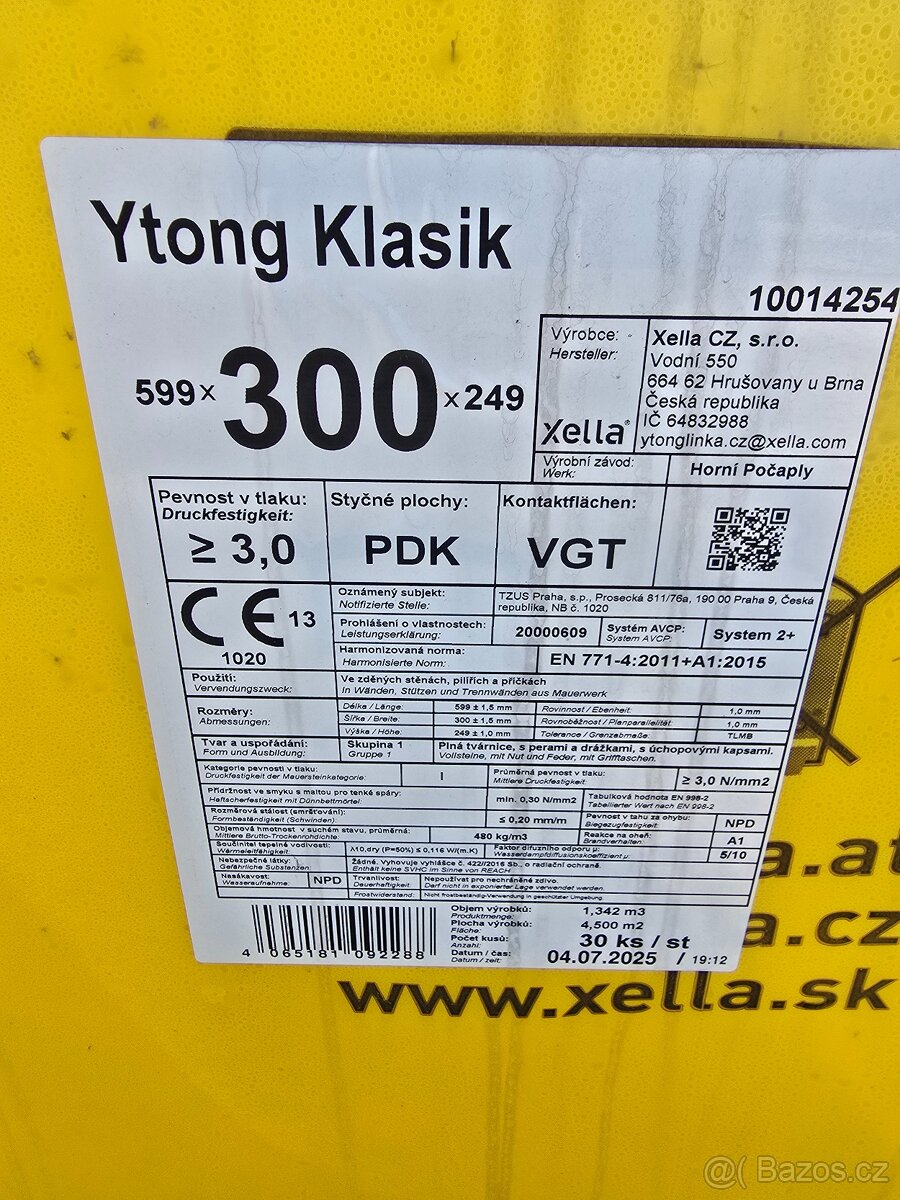 Ytong Klasik
10014254
599 x 300 x 249
Výrobce:
Hersteller:
Xella CZ, s.r.o.
Vodní 550
664 62 Hrušovany u Brna
Česká republika
IČ 64832988
ytonglinka.cz@xella.com
xella®
Výrobní závod:
Werk:
Horní Počaply
Pevnost v tlaku:
Druckfestigkeit:
≥ 3,0
Styčné plochy:
PDK
Kontaktflächen:
VGT
CE 13
1020
Oznámený subjekt:
Notifizierte Stelle:
TZUS Praha, s.p., Prosecká 811/76a, 190 00 Praha 9, Česká
republika, NB č. 1020
Prohlášení o vlastnostech:
Leistungserklärung:
20000609
Systém AVCP:
System AVCP:
System 2+
Harmonizovaná norma:
Harmonisierte Norm:
EN 771-4:2011+A1:2015
Použití:
Vervendungszweck:
Ve zděných stěnách, pilířích a příčkách
In Wänden, Stützen und Trennwänden aus Mauerwerk
Rozměry:
Abmessungen:
Délka / Länge:
599 ± 1,5 mm
Rovinnost / Ebenheit:
1,0 mm
Šířka / Breite:
300 ± 1,5 mm
Rovnoběžnost / Planparallelität:
1,0 mm
Výška / Höhe:
249 ± 1,0 mm
Tolerance / Grenzabmaße:
TLMB
Tvar a uspořádání:
Form und Ausbildung:
Skupina 1
Gruppe 1
Plná tvárnice, s perami a drážkami, s úchopovými kapsami.
Vollsteine, mit Nut und Feder, mit Grifftaschen.
Kategorie pevnosti v tlaku:
Druckfestigkeit der Mauersteinkategorie:
I
Průměrná pevnost v tlaku:
Mittlere Druckfestigkeit:
≥ 3,0 N/mm2
Přídržnost ve smyku s maltou pro tenké spáry:
Haftscherfestigkeit mit Dünnbettmörtel:
min. 0,30 N/mm2
Tabulková hodnota EN 998-2
Tabellierter Wert nach EN 998-2
Rozměrová stálost (smršťování):
Formbeständigkeit (Schwinden):
≤ 0,20 mm/m
Pevnost v tahu za ohybu:
Biegezugfestigkeit:
NPD
Objemová hmotnost v suchém stavu, průměrná:
Mittlere Brutto-Trockenrohdichte:
480 kg/m3
Reakce na oheň:
Brandverhalten:
A1
Součinitel tepelné vodivosti:
Wärmeleitfähigkeit:
λ10,dry (P=50%) ≤ 0,116 W/(m.K)
Faktor difuzního odporu μ:
Wasserdampfdiffusionskoeffizient μ:
5/10
Nebezpečné látky:
Gefährliche Substanzen:
Žádné. Vyhovuje vyhlášce č. 422/2016 Sb., o radiační ochraně.
Enthält keine SVHC im Sinne von REACH
Nasákavost:
Wasseraufnahme:
NPD
Trvanlivost:
Dauerhaftigkeit:
Nepoužívat pro nechráněné zdivo.
Darf nicht in exponierter Lage verwendet werden.
Frostwiderstand:
Nicht frostbeständig-Verwendung in geschützter Umgebung.
4 065181 092288
Objem výrobků:
Produktmenge:
1,342 m3
Plocha výrobků:
Fläche:
4,500 m2
Počet kusů:
Anzahl:
30 ks / st
Datum / čas:
Datum / zeit:
04.07.2025 / 19:12
a.at
a.cz
www.xella.sk
@( Bazos.cz